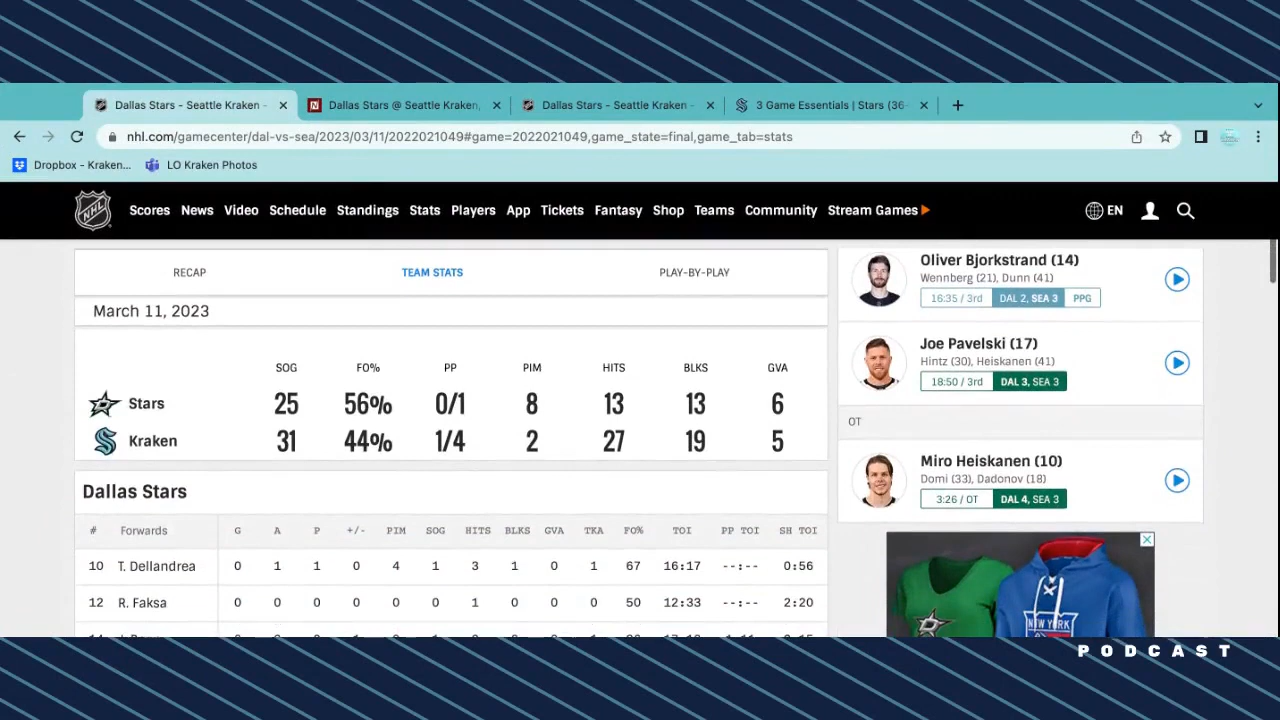 Dallas Stars - Seattle Kraken -
Dallas Stars @ Seattle Kraken,
Dallas Stars - Seattle Kraken -
3 Game Essentials | Stars (36-
nhl.com/gamecenter/dal-vs-sea/2023/03/11/2022021049#game=2022021049,game_state=final,game_tab=stats
Dropbox - Kraken... LO Kraken Photos
NHL Scores News Video Schedule Standings Stats Players App Tickets Fantasy Shop Teams Community Stream Games EN
RECAP TEAM STATS PLAY-BY-PLAY
March 11, 2023
SOG FO% PP PIM HITS BLKS GVA
Stars 25 56% 0/1 8 13 13 6
Kraken 31 44% 1/4 2 27 19 5
Dallas Stars
# Forwards G A P +/- PIM SOG HITS BLKS GVA TKA FO% TOI PP TOI SH TOI
10 T. Dellandrea 0 1 1 0 4 1 3 1 0 1 67 16:17 --:-- 0:56
12 R. Faksa 0 0 0 0 0 0 1 0 0 0 50 12:33 --:-- 2:20
Oliver Bjorkstrand (14)
Wennberg (21), Dunn (41)
16:35 / 3rd DAL 2, SEA 3 PPG
Joe Pavelski (17)
Hintz (30), Heiskanen (41)
18:50 / 3rd DAL 3, SEA 3
OT
Miro Heiskanen (10)
Domi (33), Dadonov (18)
3:26 / OT DAL 4, SEA 3
NEW YORK
PODCAST